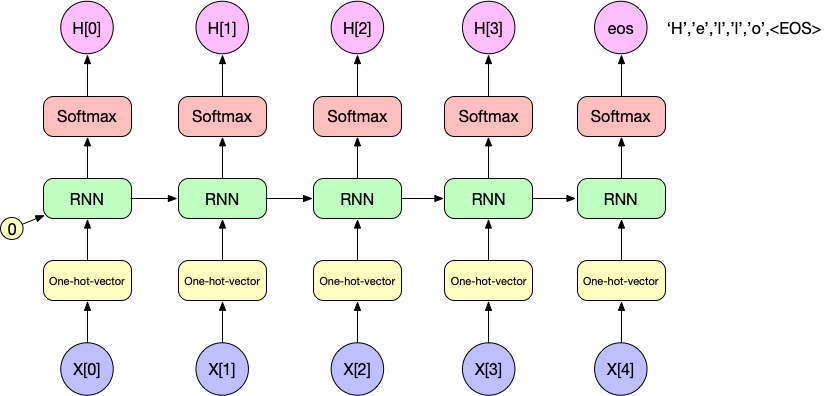 H[0] H[1] H[2] H[3] eos ‘H’,’e’,’l’,’l’,’o’,<EOS>
Softmax Softmax Softmax Softmax Softmax
RNN RNN RNN RNN RNN
0
One-hot-vector One-hot-vector One-hot-vector One-hot-vector One-hot-vector
X[0] X[1] X[2] X[3] X[4]